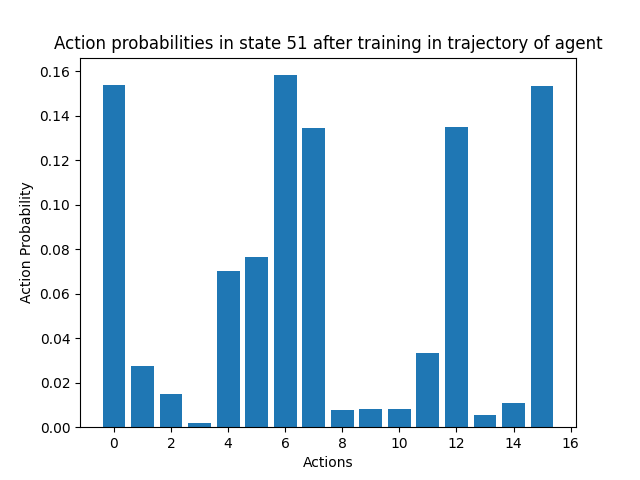 Action probabilities in state 51 after training in trajectory of agent
0.16
0.14
0.12
0.10
0.08
0.06
0.04
0.02
0.00
Action Probability
0 2 4 6 8 10 12 14 16
Actions